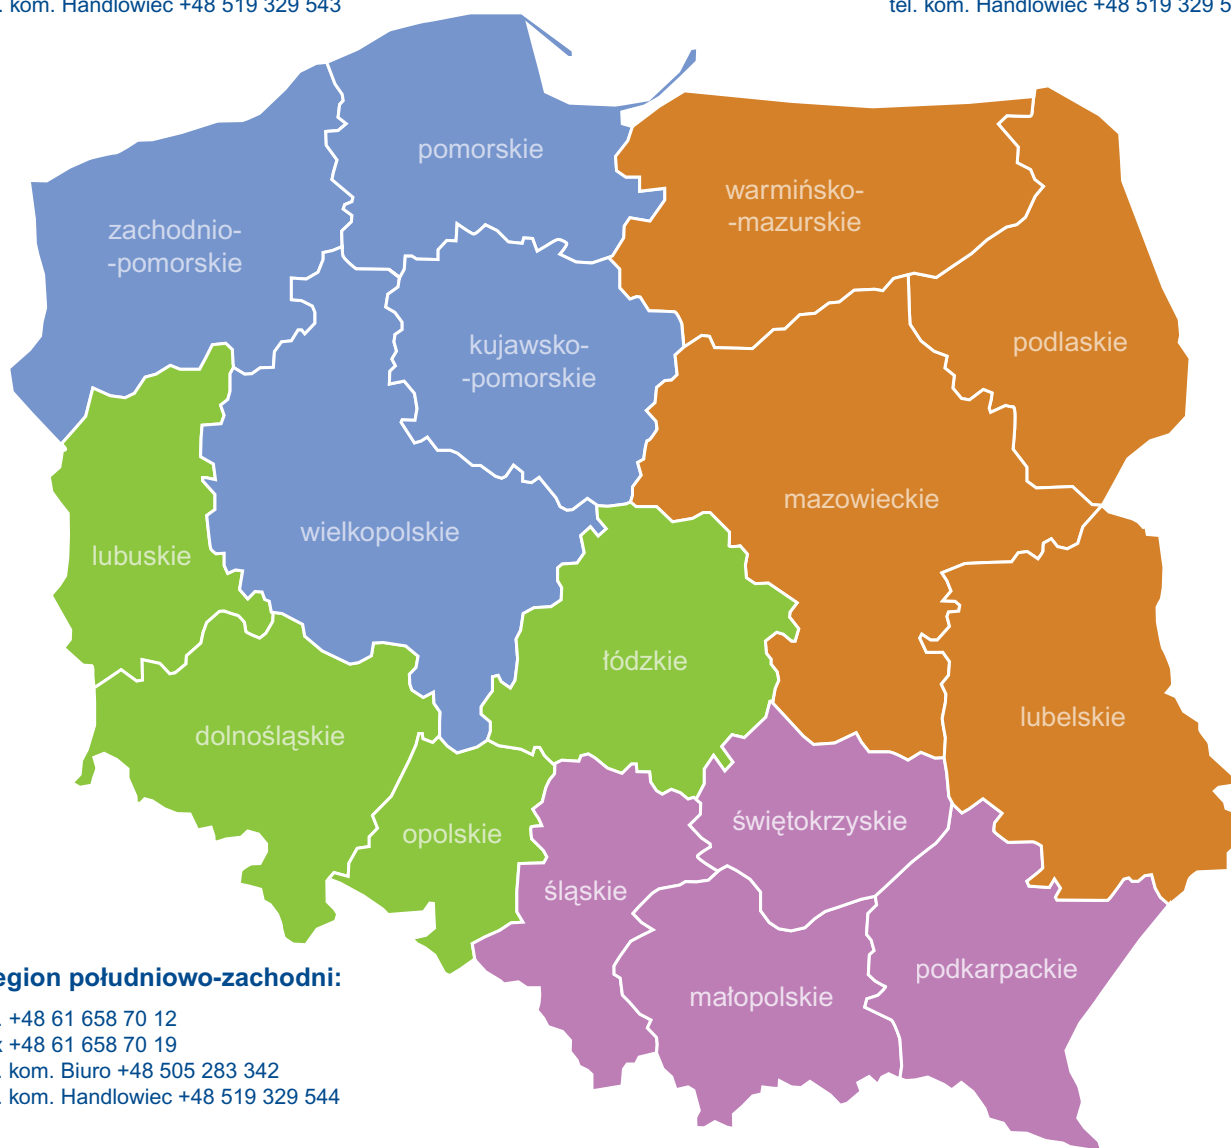 . kom. Handlowiec +48 519 329 543
tel. kom. Handlowiec +48 519 329 5
pomorskie
warmińsko-
-mazurskie
zachodnio-
-pomorskie
podlaskie
kujawsko-
-pomorskie
mazowieckie
wielkopolskie
lubuskie
łódzkie
lubelskie
dolnośląskie
świętokrzyskie
opolskie
śląskie
podkarpackie
małopolskie
egion południowo-zachodni:
. +48 61 658 70 12
x +48 61 658 70 19
. kom. Biuro +48 505 283 342
. kom. Handlowiec +48 519 329 544